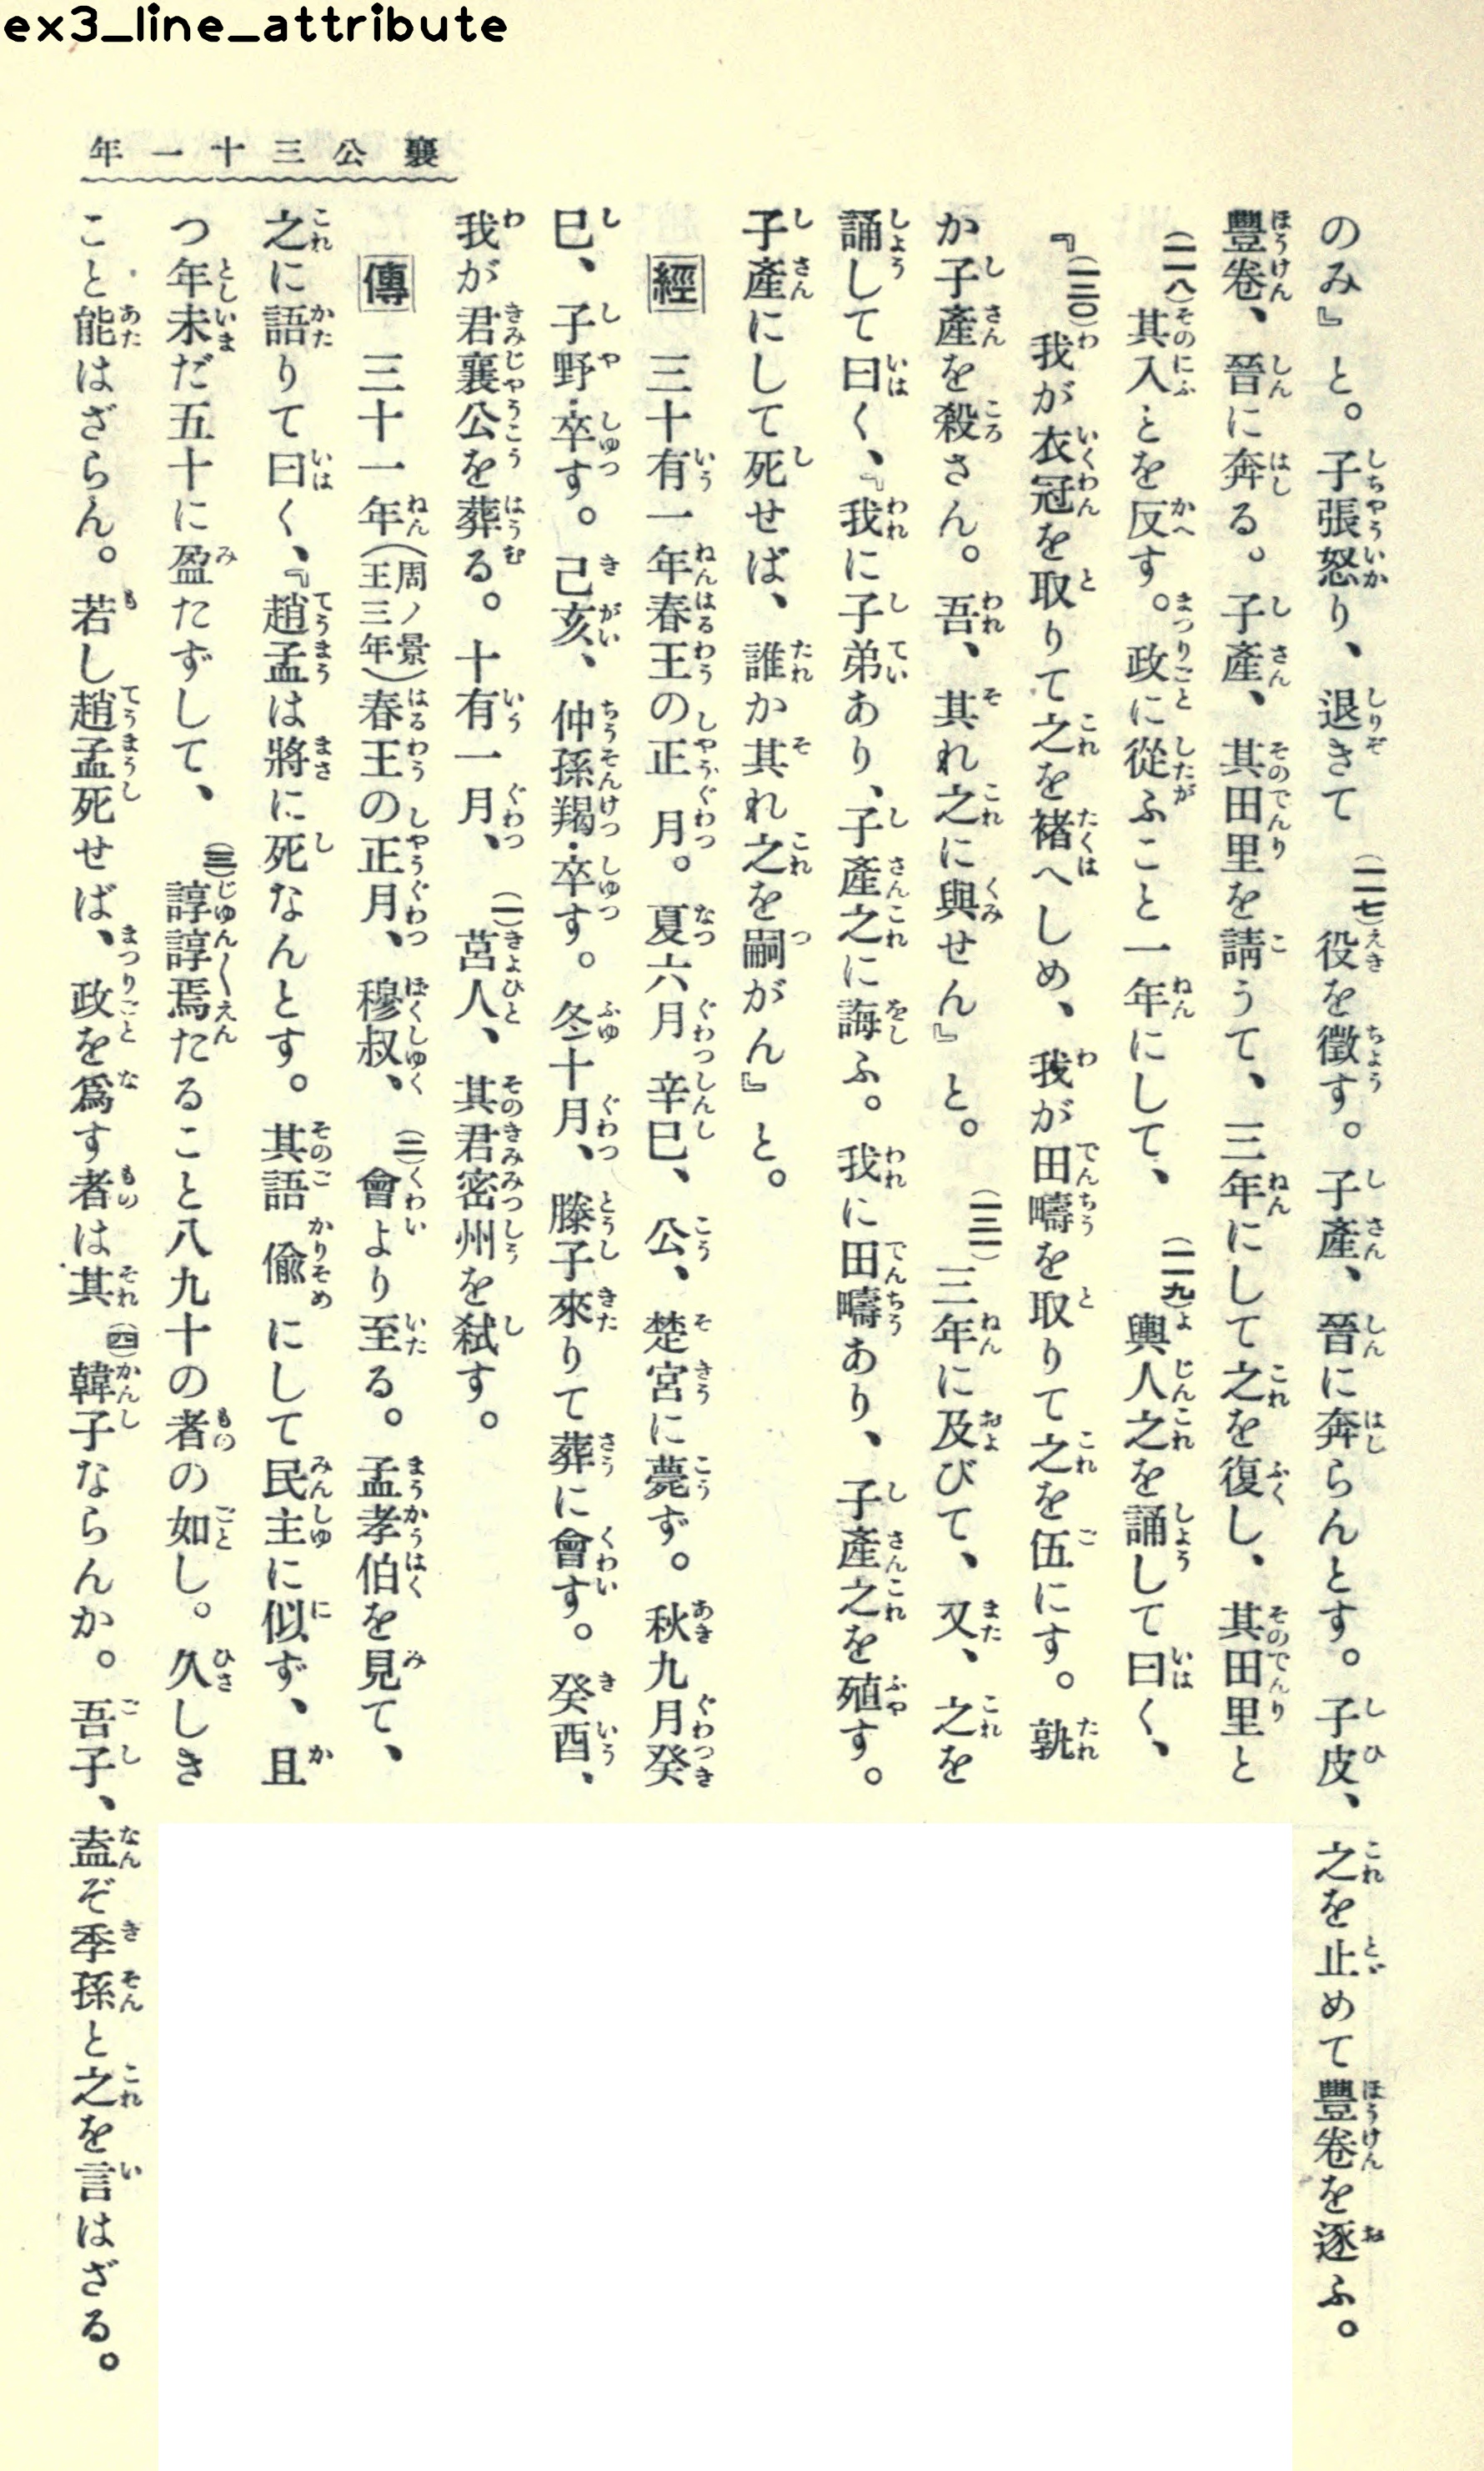 ex3_line_attribute
襄公三十一年
のみ』と。子張怒り、退きて(二七)役を徴す。子產、晉に奔らんとす。子皮、之を止めて豐卷を逐ふ。
豐卷、晉に奔る。子產、其田里を請うて、三年にして之を復し、其田里と
(二八)其入とを反す。政に從ふこと一年にして、(二九)輿人之を誦して曰く、
『(三〇)我が衣冠を取りて之を褚へしめ、我が田疇を取りて之を伍にす。孰
か子產を殺さん。吾、其れ之に與せん』と。(三一)三年に及びて、又、之を
誦して曰く、『我に子弟あり、子產之に誨ふ。我に田疇あり、子產之を殖す。
子產にして死せば、誰か其れ之を嗣がん』と。
經 三十有一年春王の正月。夏六月辛巳、公、楚宮に薨ず。秋九月癸
巳、子野・卒す。己亥、仲孫羯・卒す。冬十月、滕子來りて葬に會す。癸酉、
我が君襄公を葬る。十有一月、(一)莒人、其君密州を弑す。
傳 三十一年(周ノ景王三年)春王の正月、穆叔、(二)會より至る。孟孝伯を見て、
之に語りて曰く、『趙孟は將に死なんとす。其語偸にして民主に似ず、且
つ年未だ五十に盈たずして、(三)諄諄焉たること八九十の者の如し。久しき
こと能はざらん。若し趙孟死せば、政を爲す者は其(四)韓子ならんか。吾子、盍ぞ季孫と之を言はざる。